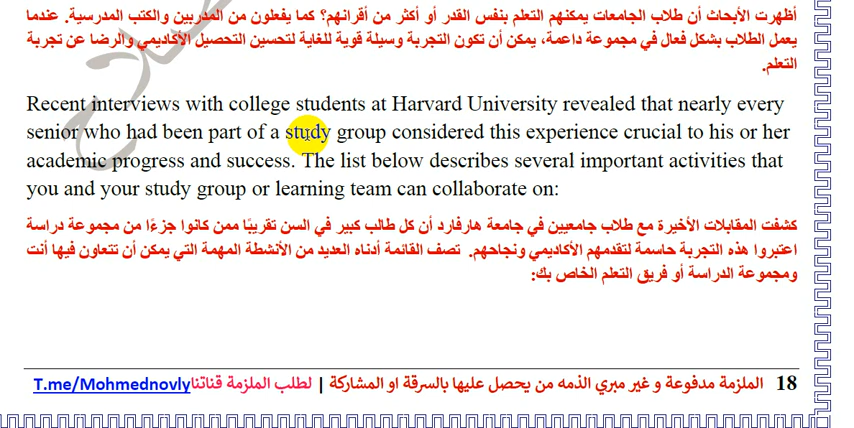 أظهرت الأبحاث أن طلاب الجامعات يمكنهم التعلم بنفس القدر أو أكثر من أقرانهم؟ كما يفعلون من المدربين والكتب المدرسية. عندما
يعمل الطلاب بشكل فعال في مجموعة داعمة، يمكن أن تكون التجربة وسيلة قوية للغاية لتحسين التحصيل الأكاديمي والرضا عن تجربة
التعلم.
Recent interviews with college students at Harvard University revealed that nearly every
senior who had been part of a study group considered this experience crucial to his or her
academic progress and success. The list below describes several important activities that
you and your study group or learning team can collaborate on:
كشفت المقابلات الأخيرة مع طلاب جامعيين في جامعة هارفارد أن كل طالب كبير في السن تقريبًا ممن كانوا جزءًا من مجموعة دراسة
اعتبروا هذه التجربة حاسمة لتقدمهم الأكاديمي ونجاحهم. تصف القائمة أدناه العديد من الأنشطة المهمة التي يمكن أن تتعاون فيها أنت
ومجموعة الدراسة أو فريق التعلم الخاص بك:
18 الملزمة مدفوعة و غير مبري الذمه من يحصل عليها بالسرقة او المشاركة | لطلب الملزمة قناتنا T.me/Mohmednovly